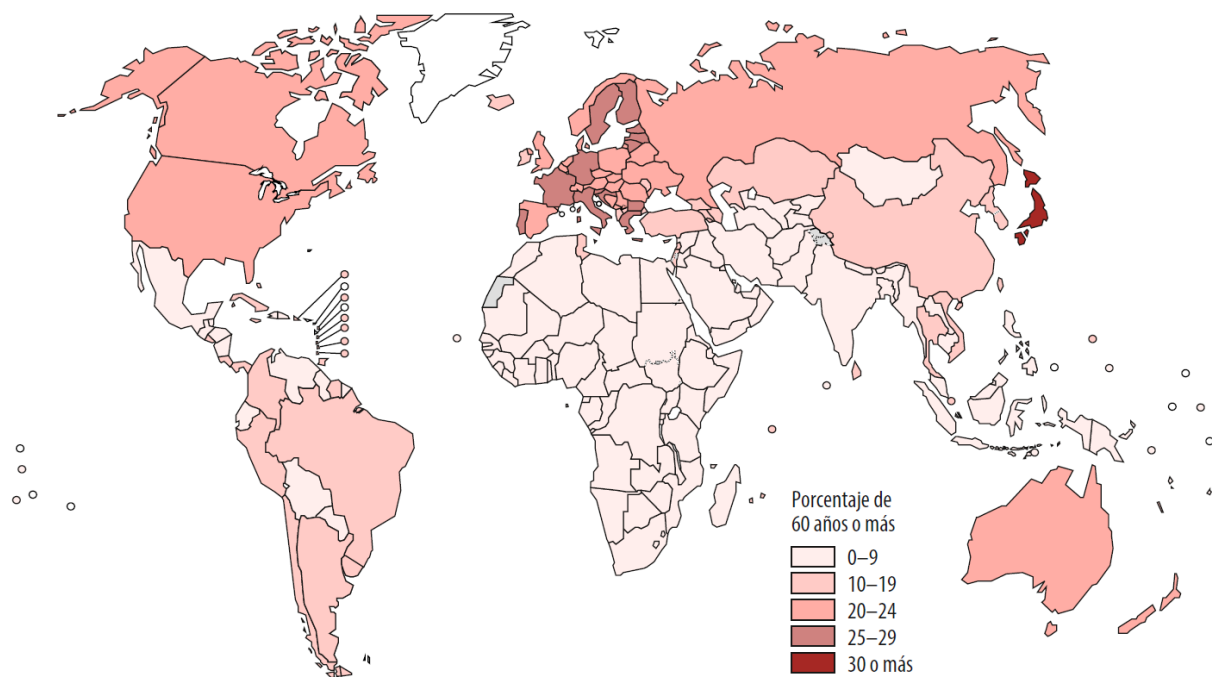 Porcentaje de
60 años o más
0–9
10–19
20–24
25–29
30 o más